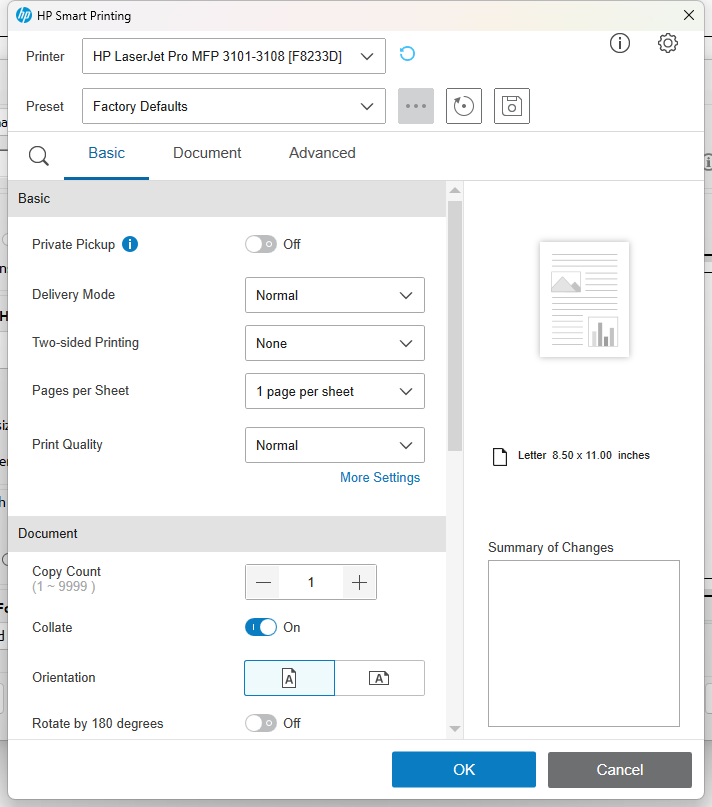 HP Smart Printing
Printer
HP LaserJet Pro MFP 3101-3108 [F8233D]
Preset
Factory Defaults
Basic
Document
Advanced
Basic
Private Pickup
Off
Delivery Mode
Normal
Two-sided Printing
None
Pages per Sheet
1 page per sheet
Print Quality
Normal
More Settings
Document
Copy Count
(1 ~ 9999 )
1
Collate
On
Orientation
A
A
Rotate by 180 degrees
Off
Letter 8.50 x 11.00 inches
Summary of Changes
OK
Cancel